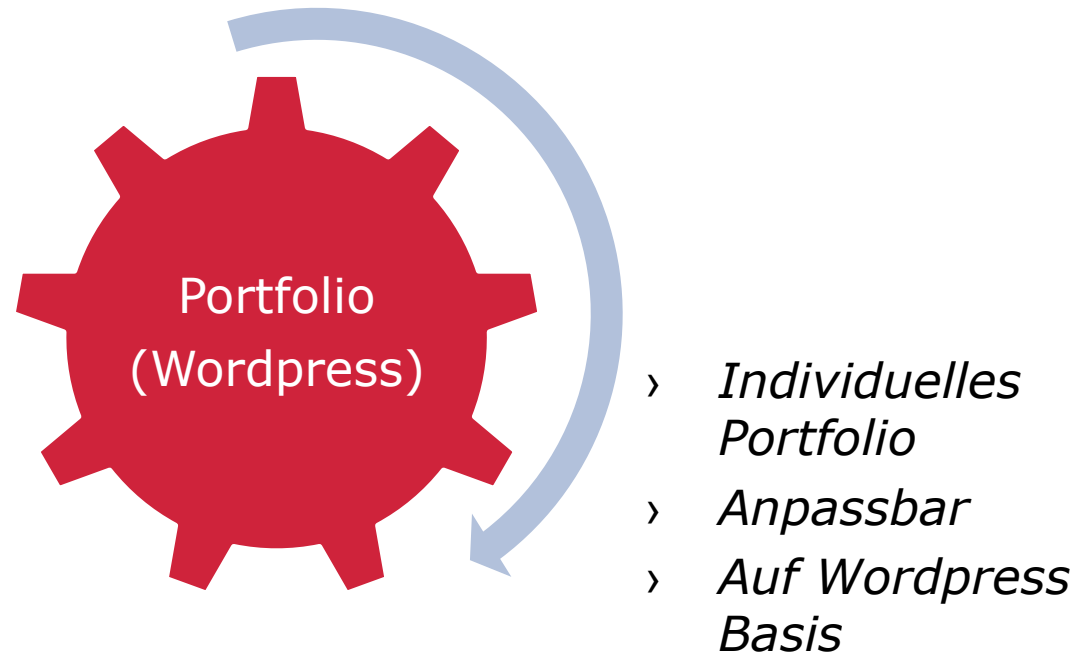 Portfolio
(Wordpress)
› Individuelles
Portfolio
› Anpassbar
› Auf Wordpress
Basis